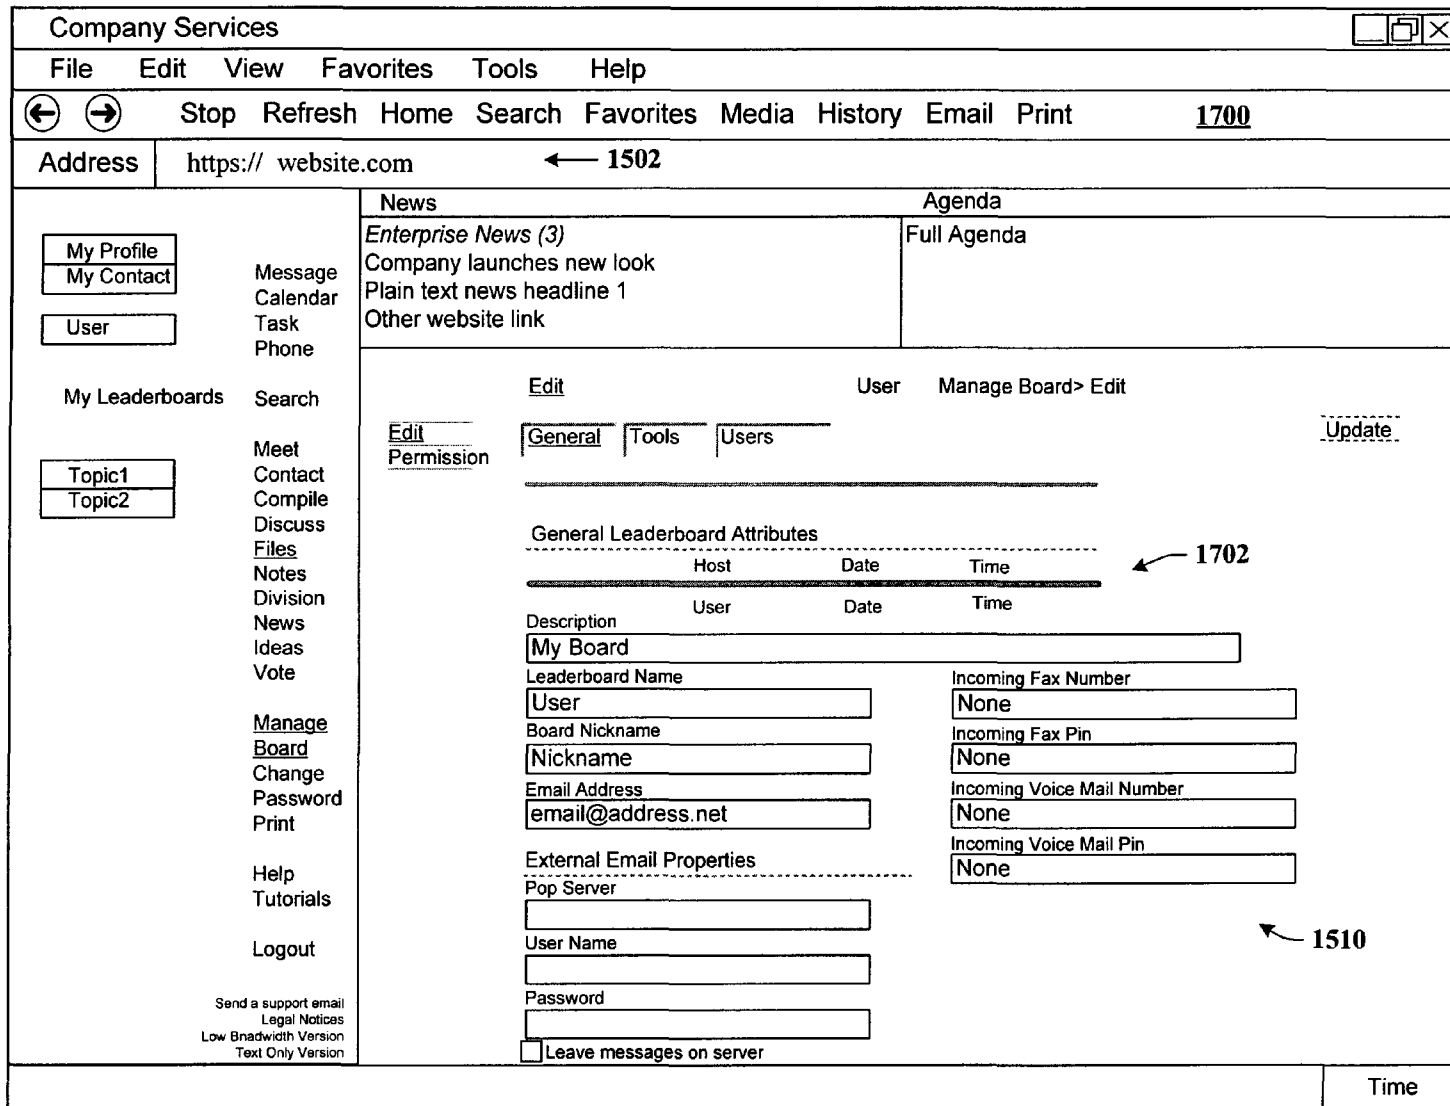 Company Services
File Edit View Favorites Tools Help
Stop Refresh Home Search Favorites Media History Email Print 1700
Address https:// website.com 1502
My Profile
My Contact
User
My Leaderboards
Topic1
Topic2
Message
Calendar
Task
Phone
Search
Meet
Contact
Compile
Discuss
Files
Notes
Division
News
Ideas
Vote
Manage
Board
Change
Password
Print
Help
Tutorials
Logout
Send a support email
Legal Notices
Low Bnadwidth Version
Text Only Version
News
Enterprise News (3)
Company launches new look
Plain text news headline 1
Other website link
Agenda
Full Agenda
Edit User Manage Board> Edit
Edit
Permission
General Tools Users
Update
General Leaderboard Attributes
Host Date Time
1702
User Date Time
Description
My Board
Leaderboard Name
User
Board Nickname
Nickname
Email Address
email@address.net
External Email Properties
Pop Server
User Name
Password
Leave messages on server
Incoming Fax Number
None
Incoming Fax Pin
None
Incoming Voice Mail Number
None
Incoming Voice Mail Pin
None
1510
Time